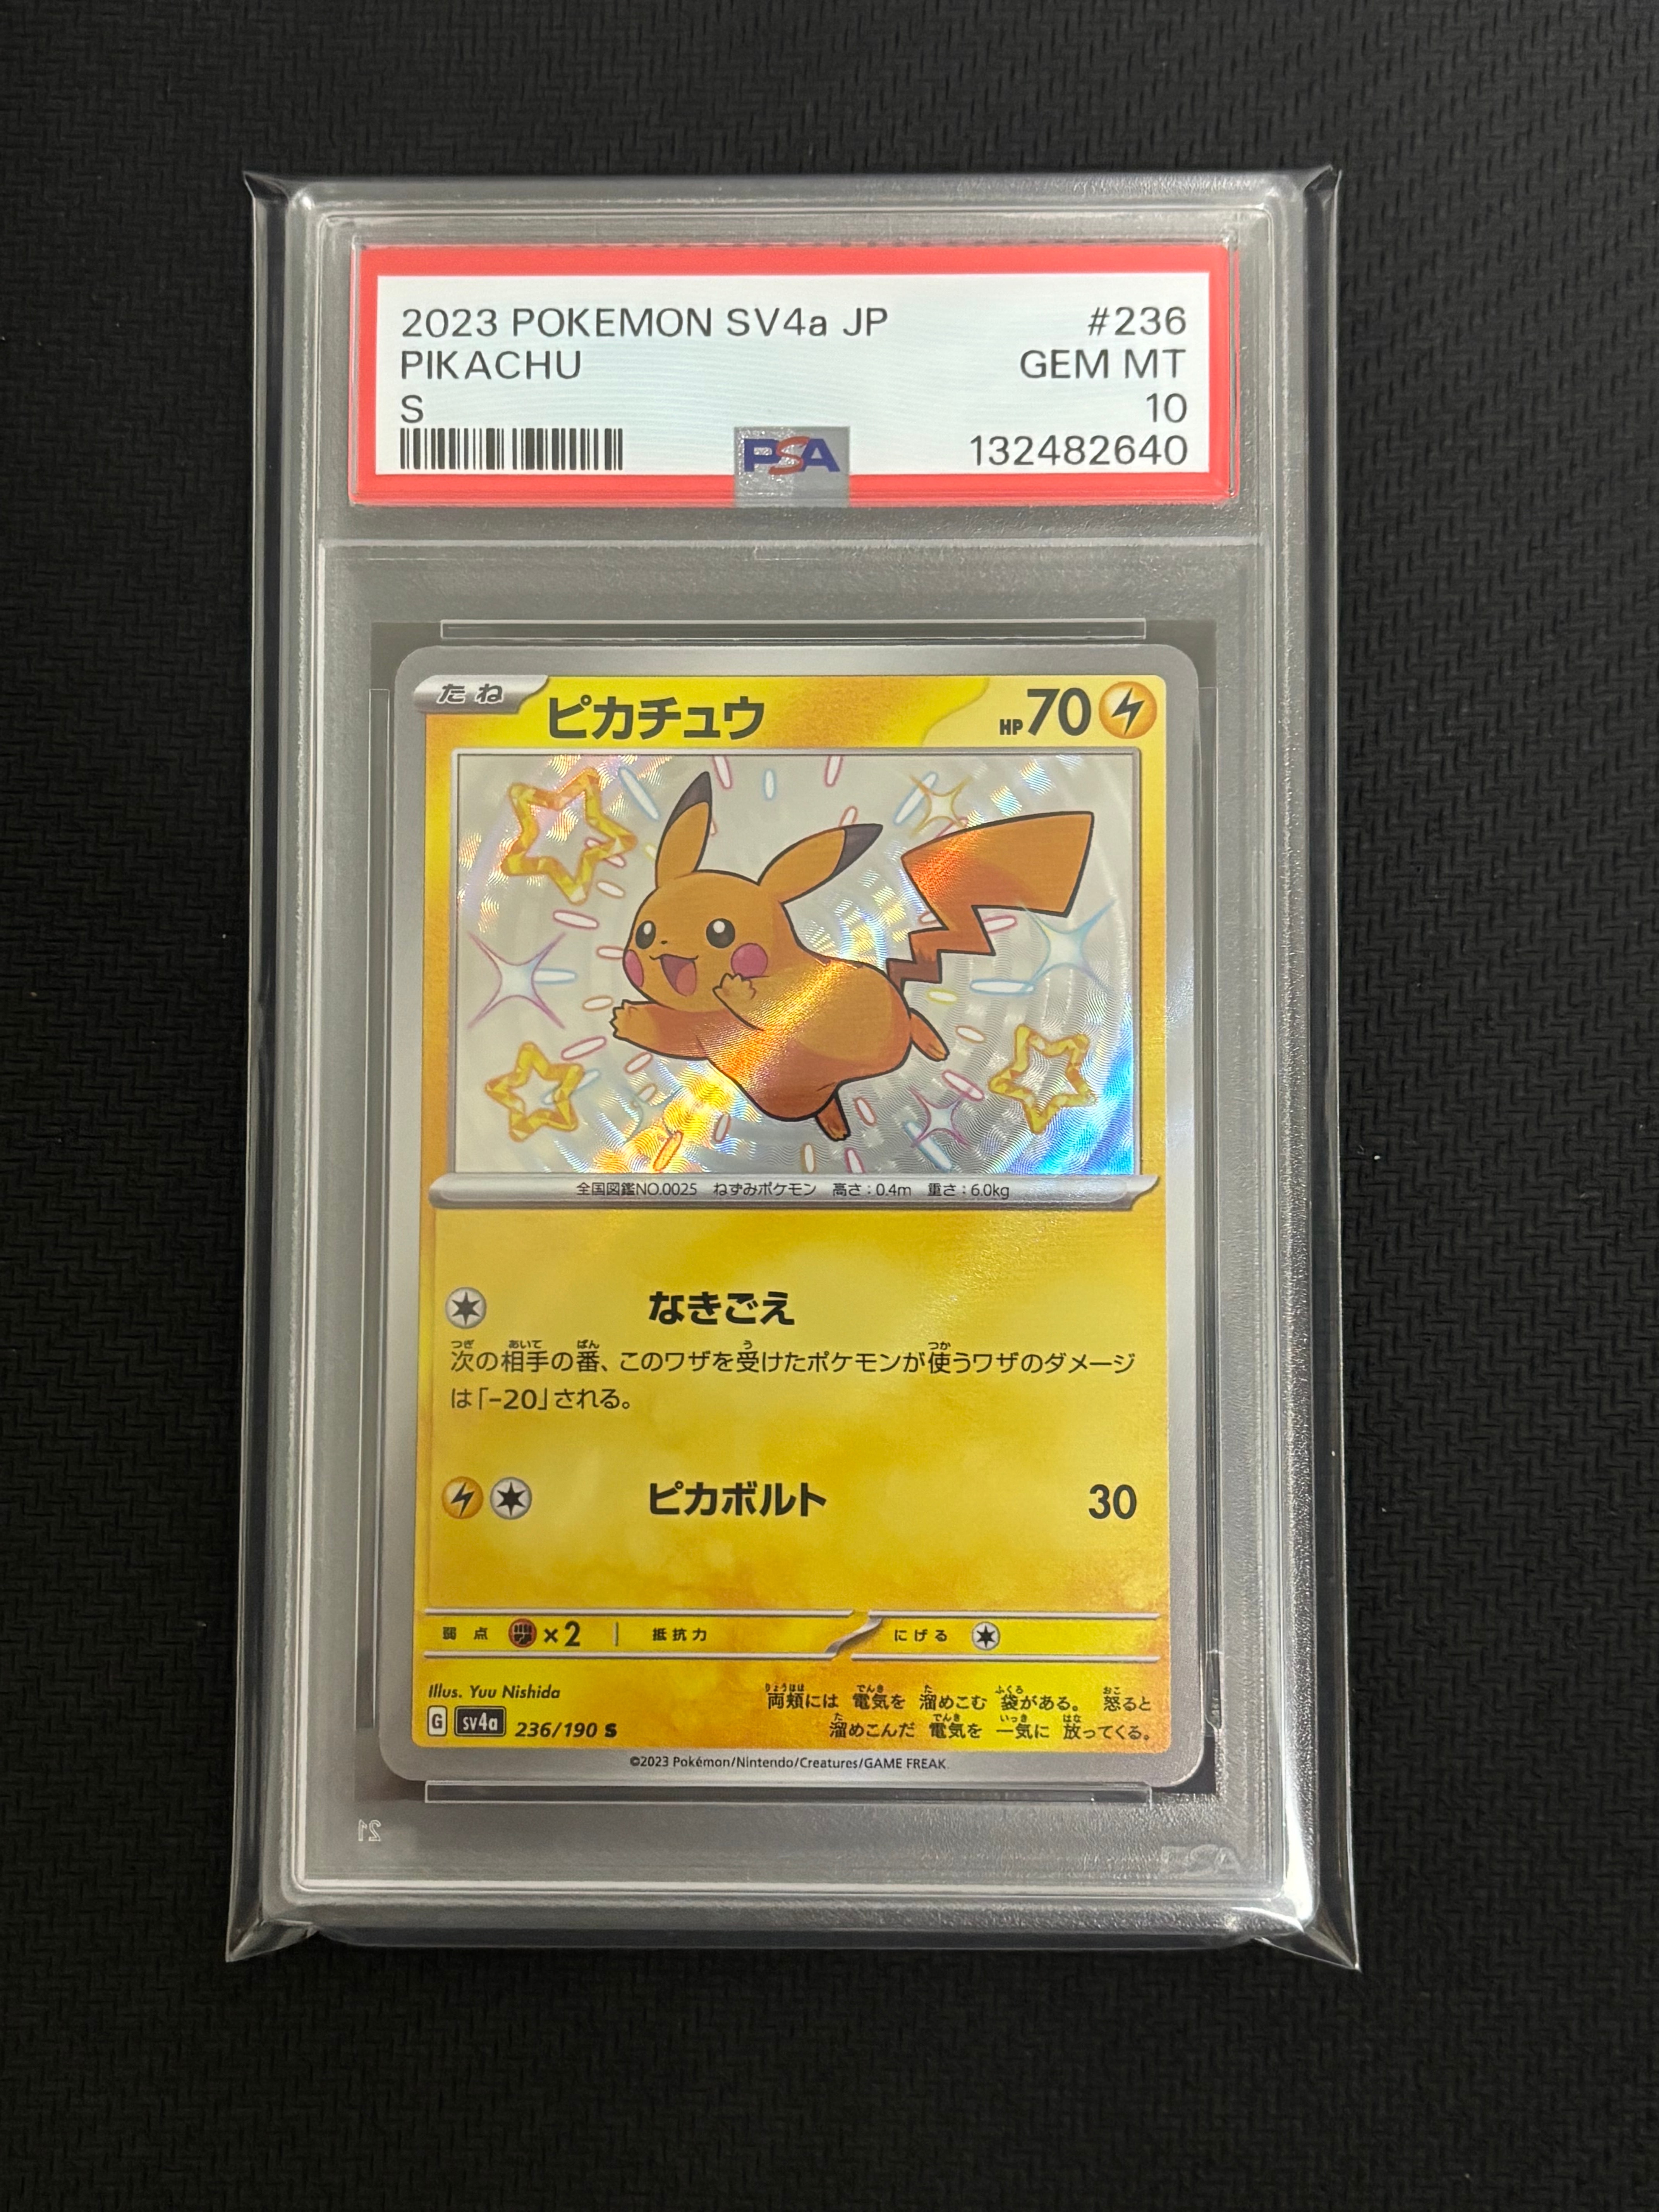 2023 POKEMON SV4a JP #236
PIKACHU GEM MT
S 10
PSA 132482640
たね ピカチュウ HP70
全国図鑑NO.0025 ねずみポケモン 高さ:0.4m 重さ:6.0kg
なきごえ
次の相手の番、このワザを受けたポケモンが使うワザのダメージ
は「-20」される。
ピカボルト 30
弱点 ×2 抵抗力 にげる
Illus. Yuu Nishida
両頬には 電気を 溜めこむ 袋がある。 怒ると
溜めこんだ 電気を 一気に 放ってくる。
G sv4a 236/190 S
©2023 Pokémon/Nintendo/Creatures/GAME FREAK
21
PSA